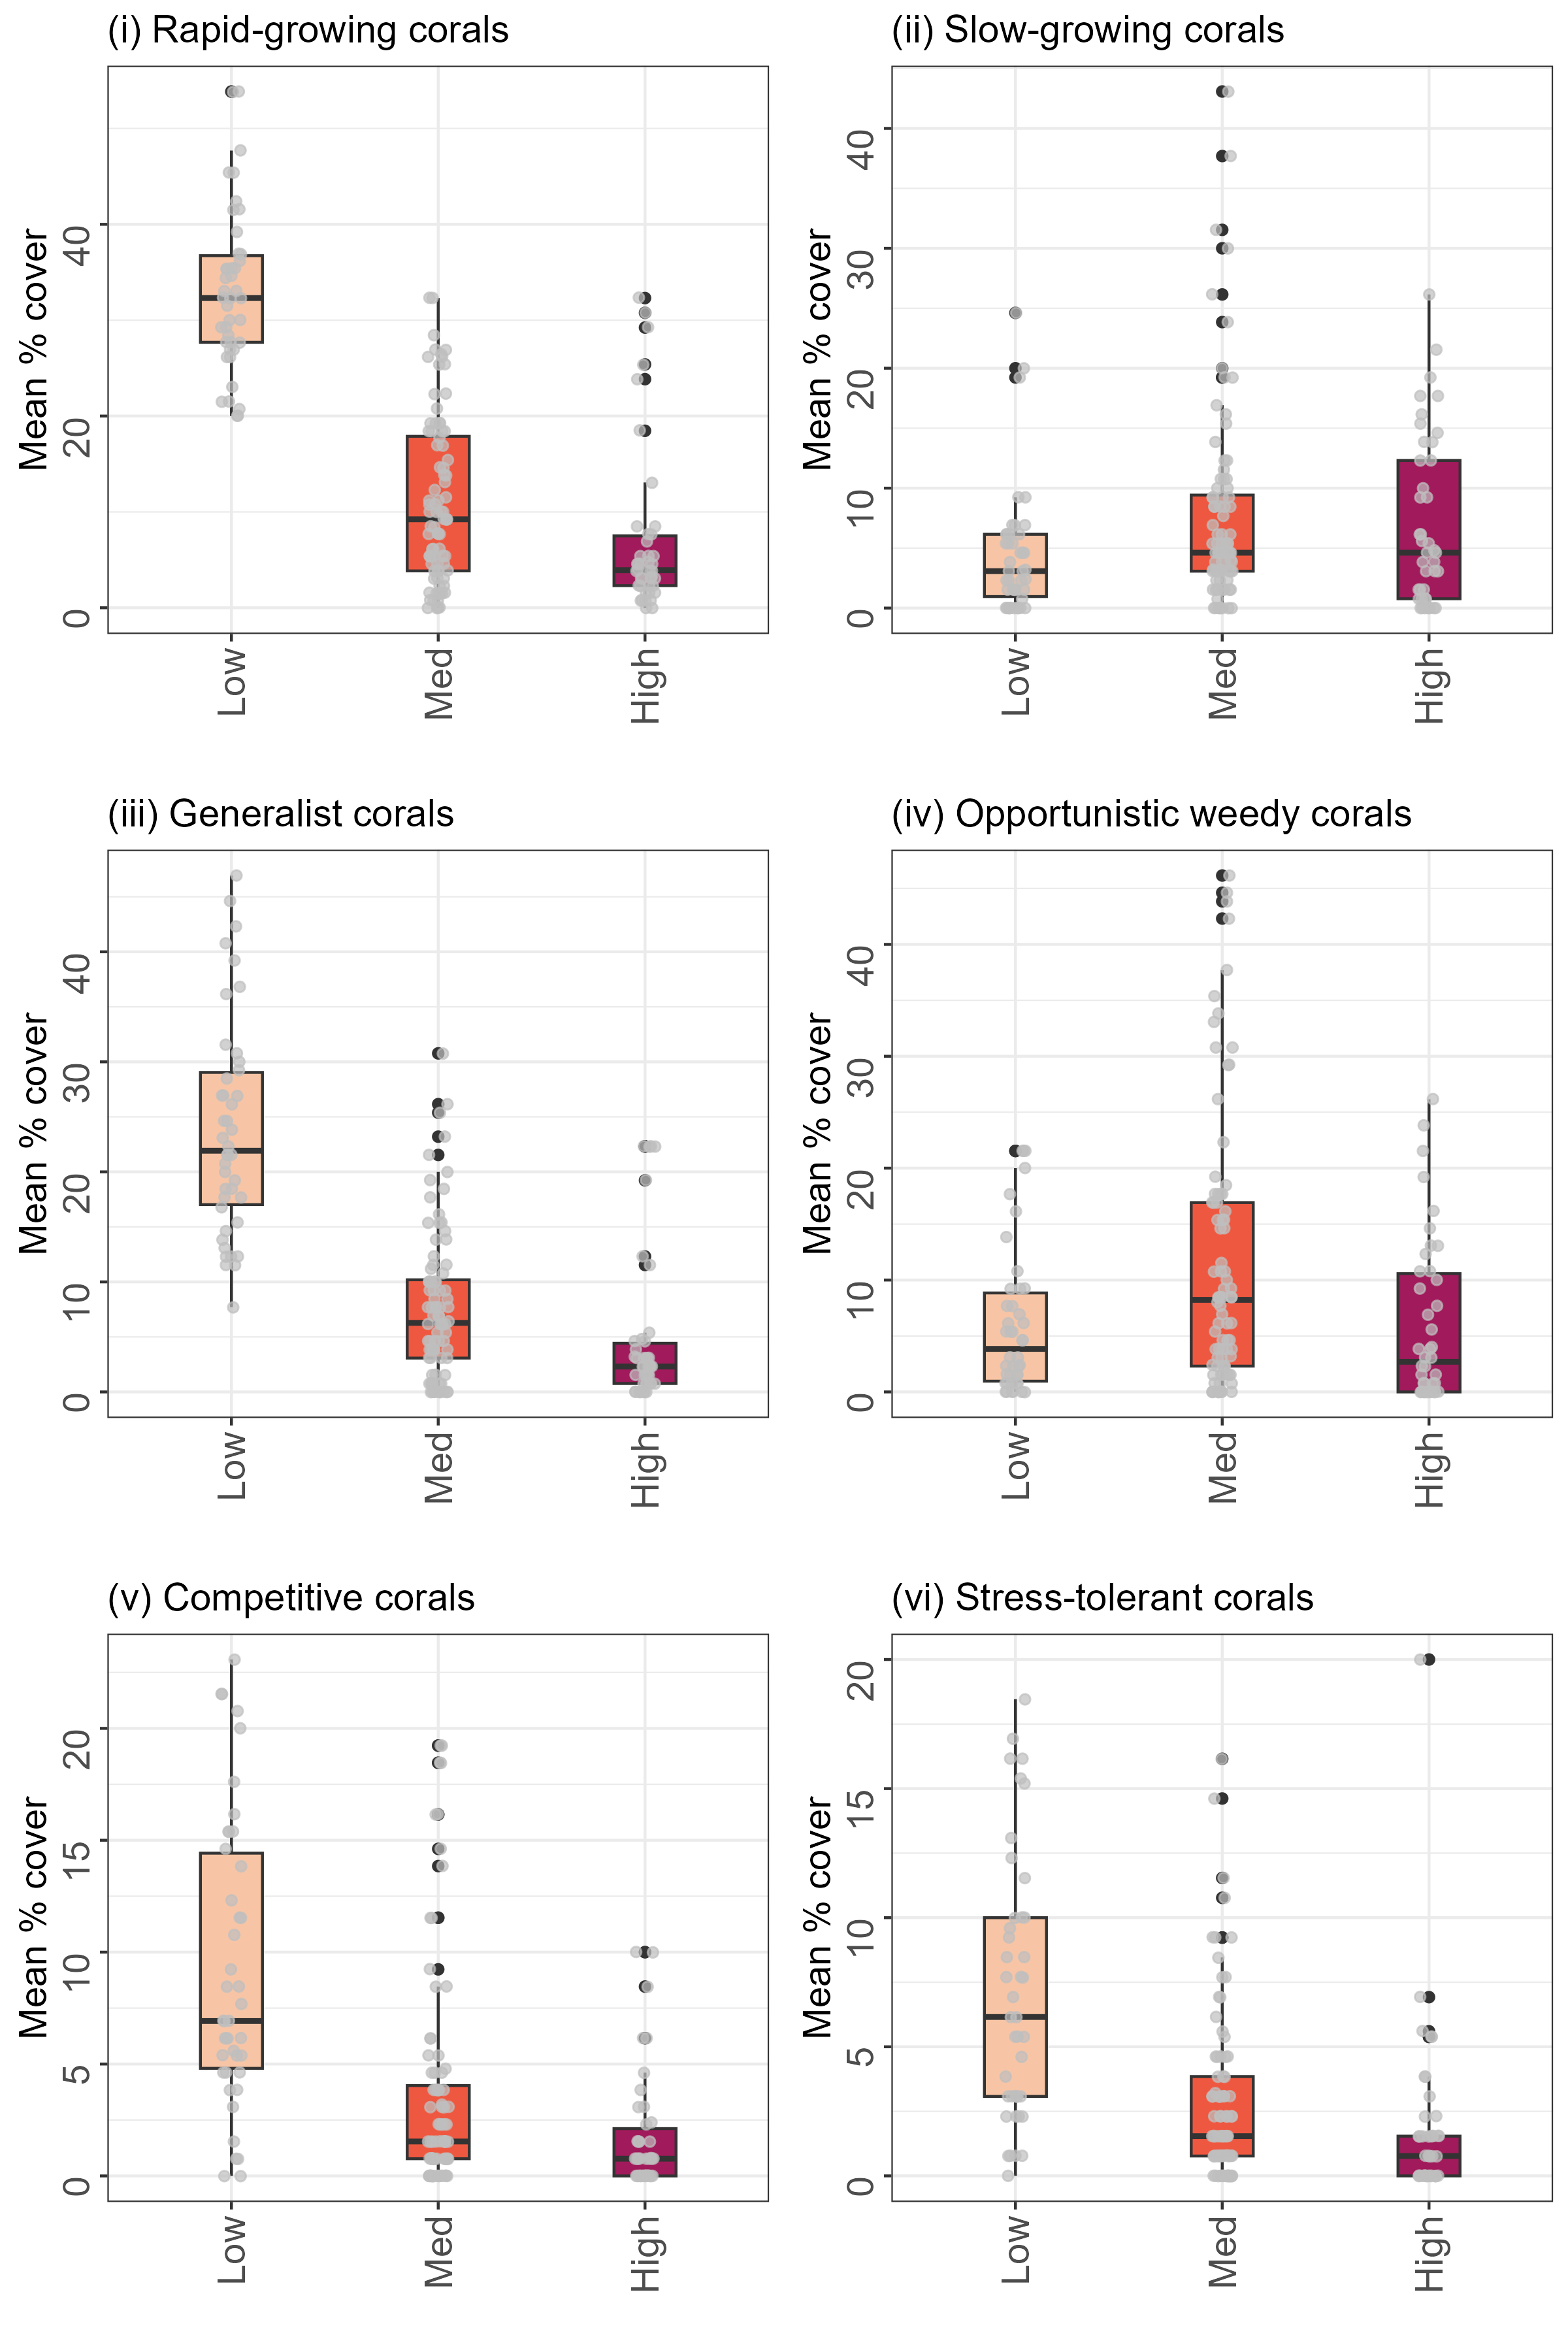 (i) Rapid-growing corals
Mean % cover
40
20
0
Low
Med
High
(ii) Slow-growing corals
Mean % cover
40
30
20
10
0
Low
Med
High
(iii) Generalist corals
Mean % cover
40
30
20
10
0
Low
Med
High
(iv) Opportunistic weedy corals
Mean % cover
40
30
20
10
0
Low
Med
High
(v) Competitive corals
Mean % cover
20
15
10
5
0
Low
Med
High
(vi) Stress-tolerant corals
Mean % cover
20
15
10
5
0
Low
Med
High